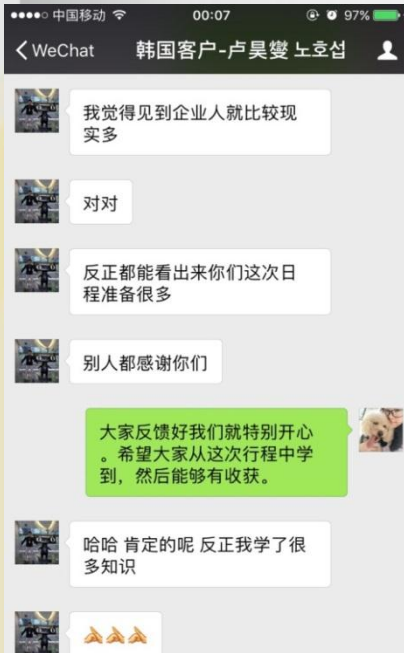 中国移动 00:07 97%
WeChat 韩国客户-卢昊燮 노호섭
我觉得见到企业人就比较现
实多
对对
反正都能看出来你们这次日
程准备很多
别人都感谢你们
大家反馈好我们就特别开心
。希望大家从这次行程中学
到，然后能够有收获。
哈哈 肯定的呢 反正我学了很
多知识